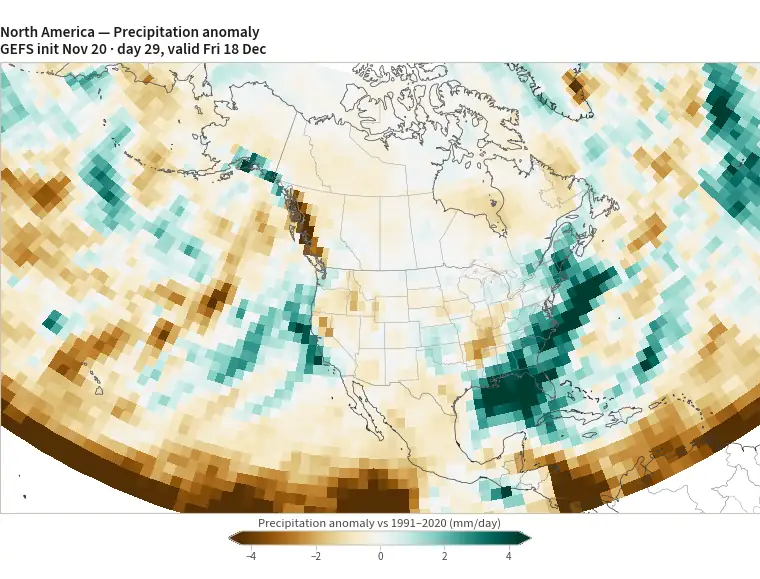 North America — Precipitation anomaly
GEFS init Nov 20 · day 29, valid Fri 18 Dec
Precipitation anomaly vs 1991–2020 (mm/day)
−4 −2 0 2 4